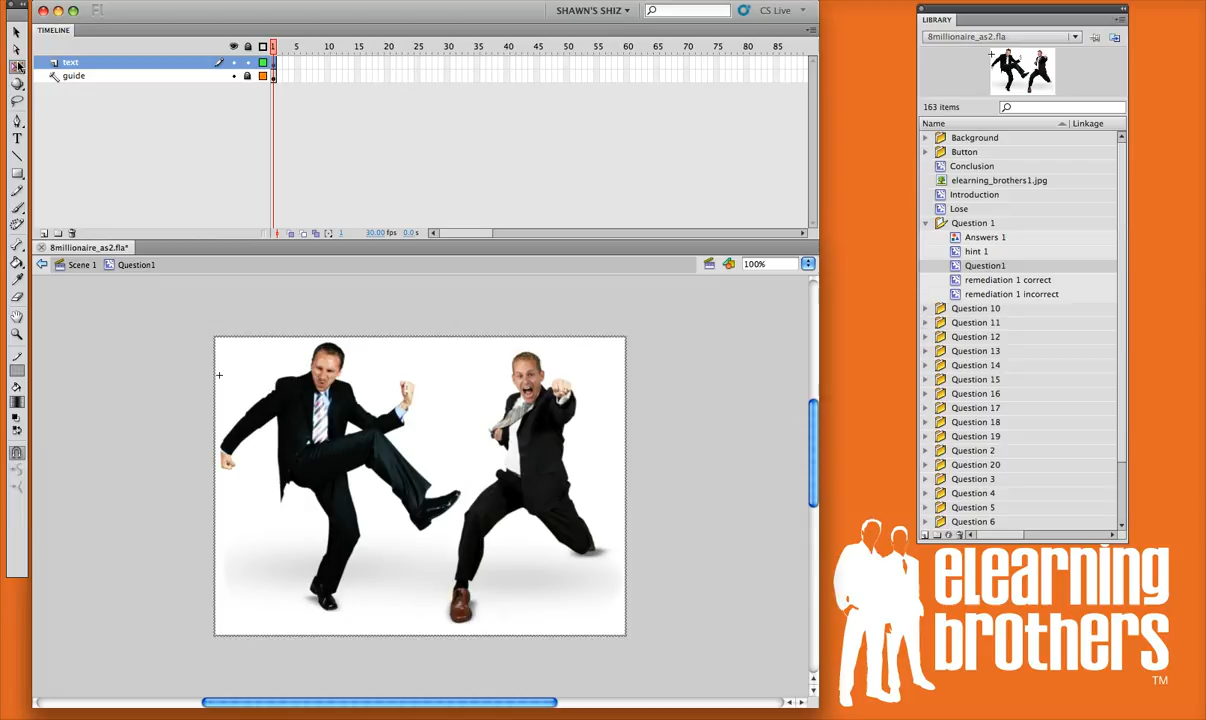 Fl
SHAWN'S SHIZ
CS Live
TIMELINE
1 5 10 15 20 25 30 35 40 45 50 55 60 65 70 75 80 85
text
guide
1 30.00 fps 0.0 s
8millionaire_as2.fla*
Scene 1 Question1
100%
LIBRARY
8millionaire_as2.fla
163 items
Name Linkage
Background
Button
Conclusion
elearning_brothers1.jpg
Introduction
Lose
Question 1
Answers 1
hint 1
Question1
remediation 1 correct
remediation 1 incorrect
Question 10
Question 11
Question 12
Question 13
Question 14
Question 15
Question 16
Question 17
Question 18
Question 19
Question 2
Question 20
Question 3
Question 4
Question 5
Question 6
eLearning
brothers
TM